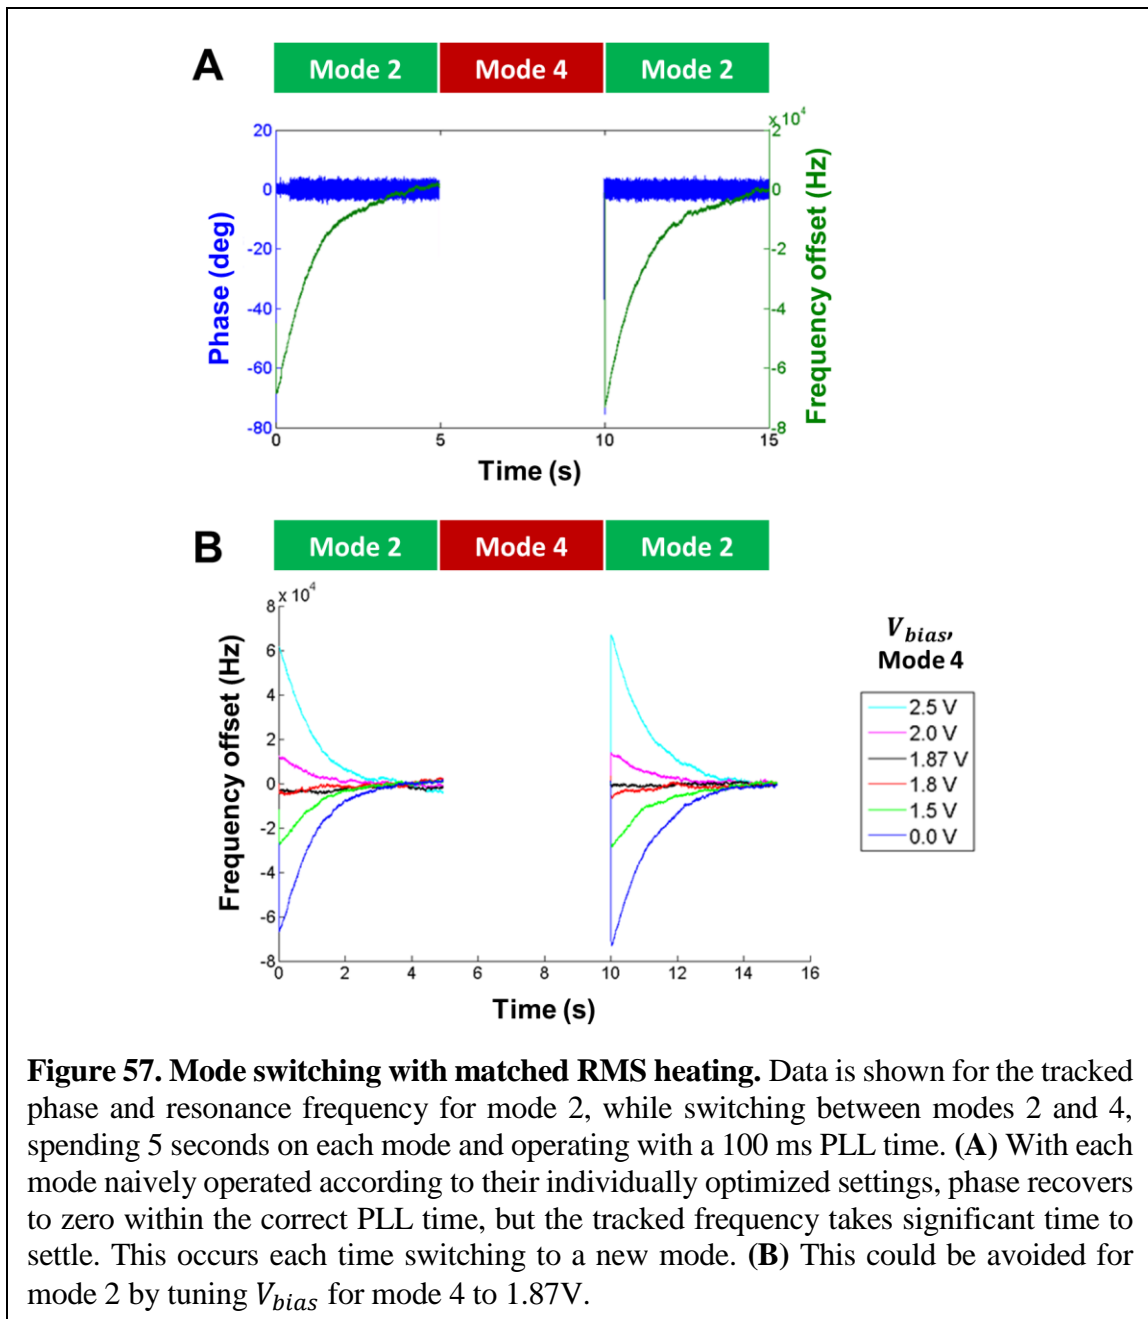 A
Mode 2 Mode 4 Mode 2
x 10⁴
20 2
0 0
-20 -2
-40 -4
-60 -6
-80 -8
0 5 10 15
Phase (deg)
Frequency offset (Hz)
Time (s)
B
Mode 2 Mode 4 Mode 2
x 10⁴
8
6
4
2
0
-2
-4
-6
-8
0 2 4 6 8 10 12 14 16
Frequency offset (Hz)
Time (s)
V_bias,
Mode 4
2.5 V
2.0 V
1.87 V
1.8 V
1.5 V
0.0 V
Figure 57. Mode switching with matched RMS heating. Data is shown for the tracked
phase and resonance frequency for mode 2, while switching between modes 2 and 4,
spending 5 seconds on each mode and operating with a 100 ms PLL time. (A) With each
mode naively operated according to their individually optimized settings, phase recovers
to zero within the correct PLL time, but the tracked frequency takes significant time to
settle. This occurs each time switching to a new mode. (B) This could be avoided for
mode 2 by tuning V_bias for mode 4 to 1.87V.